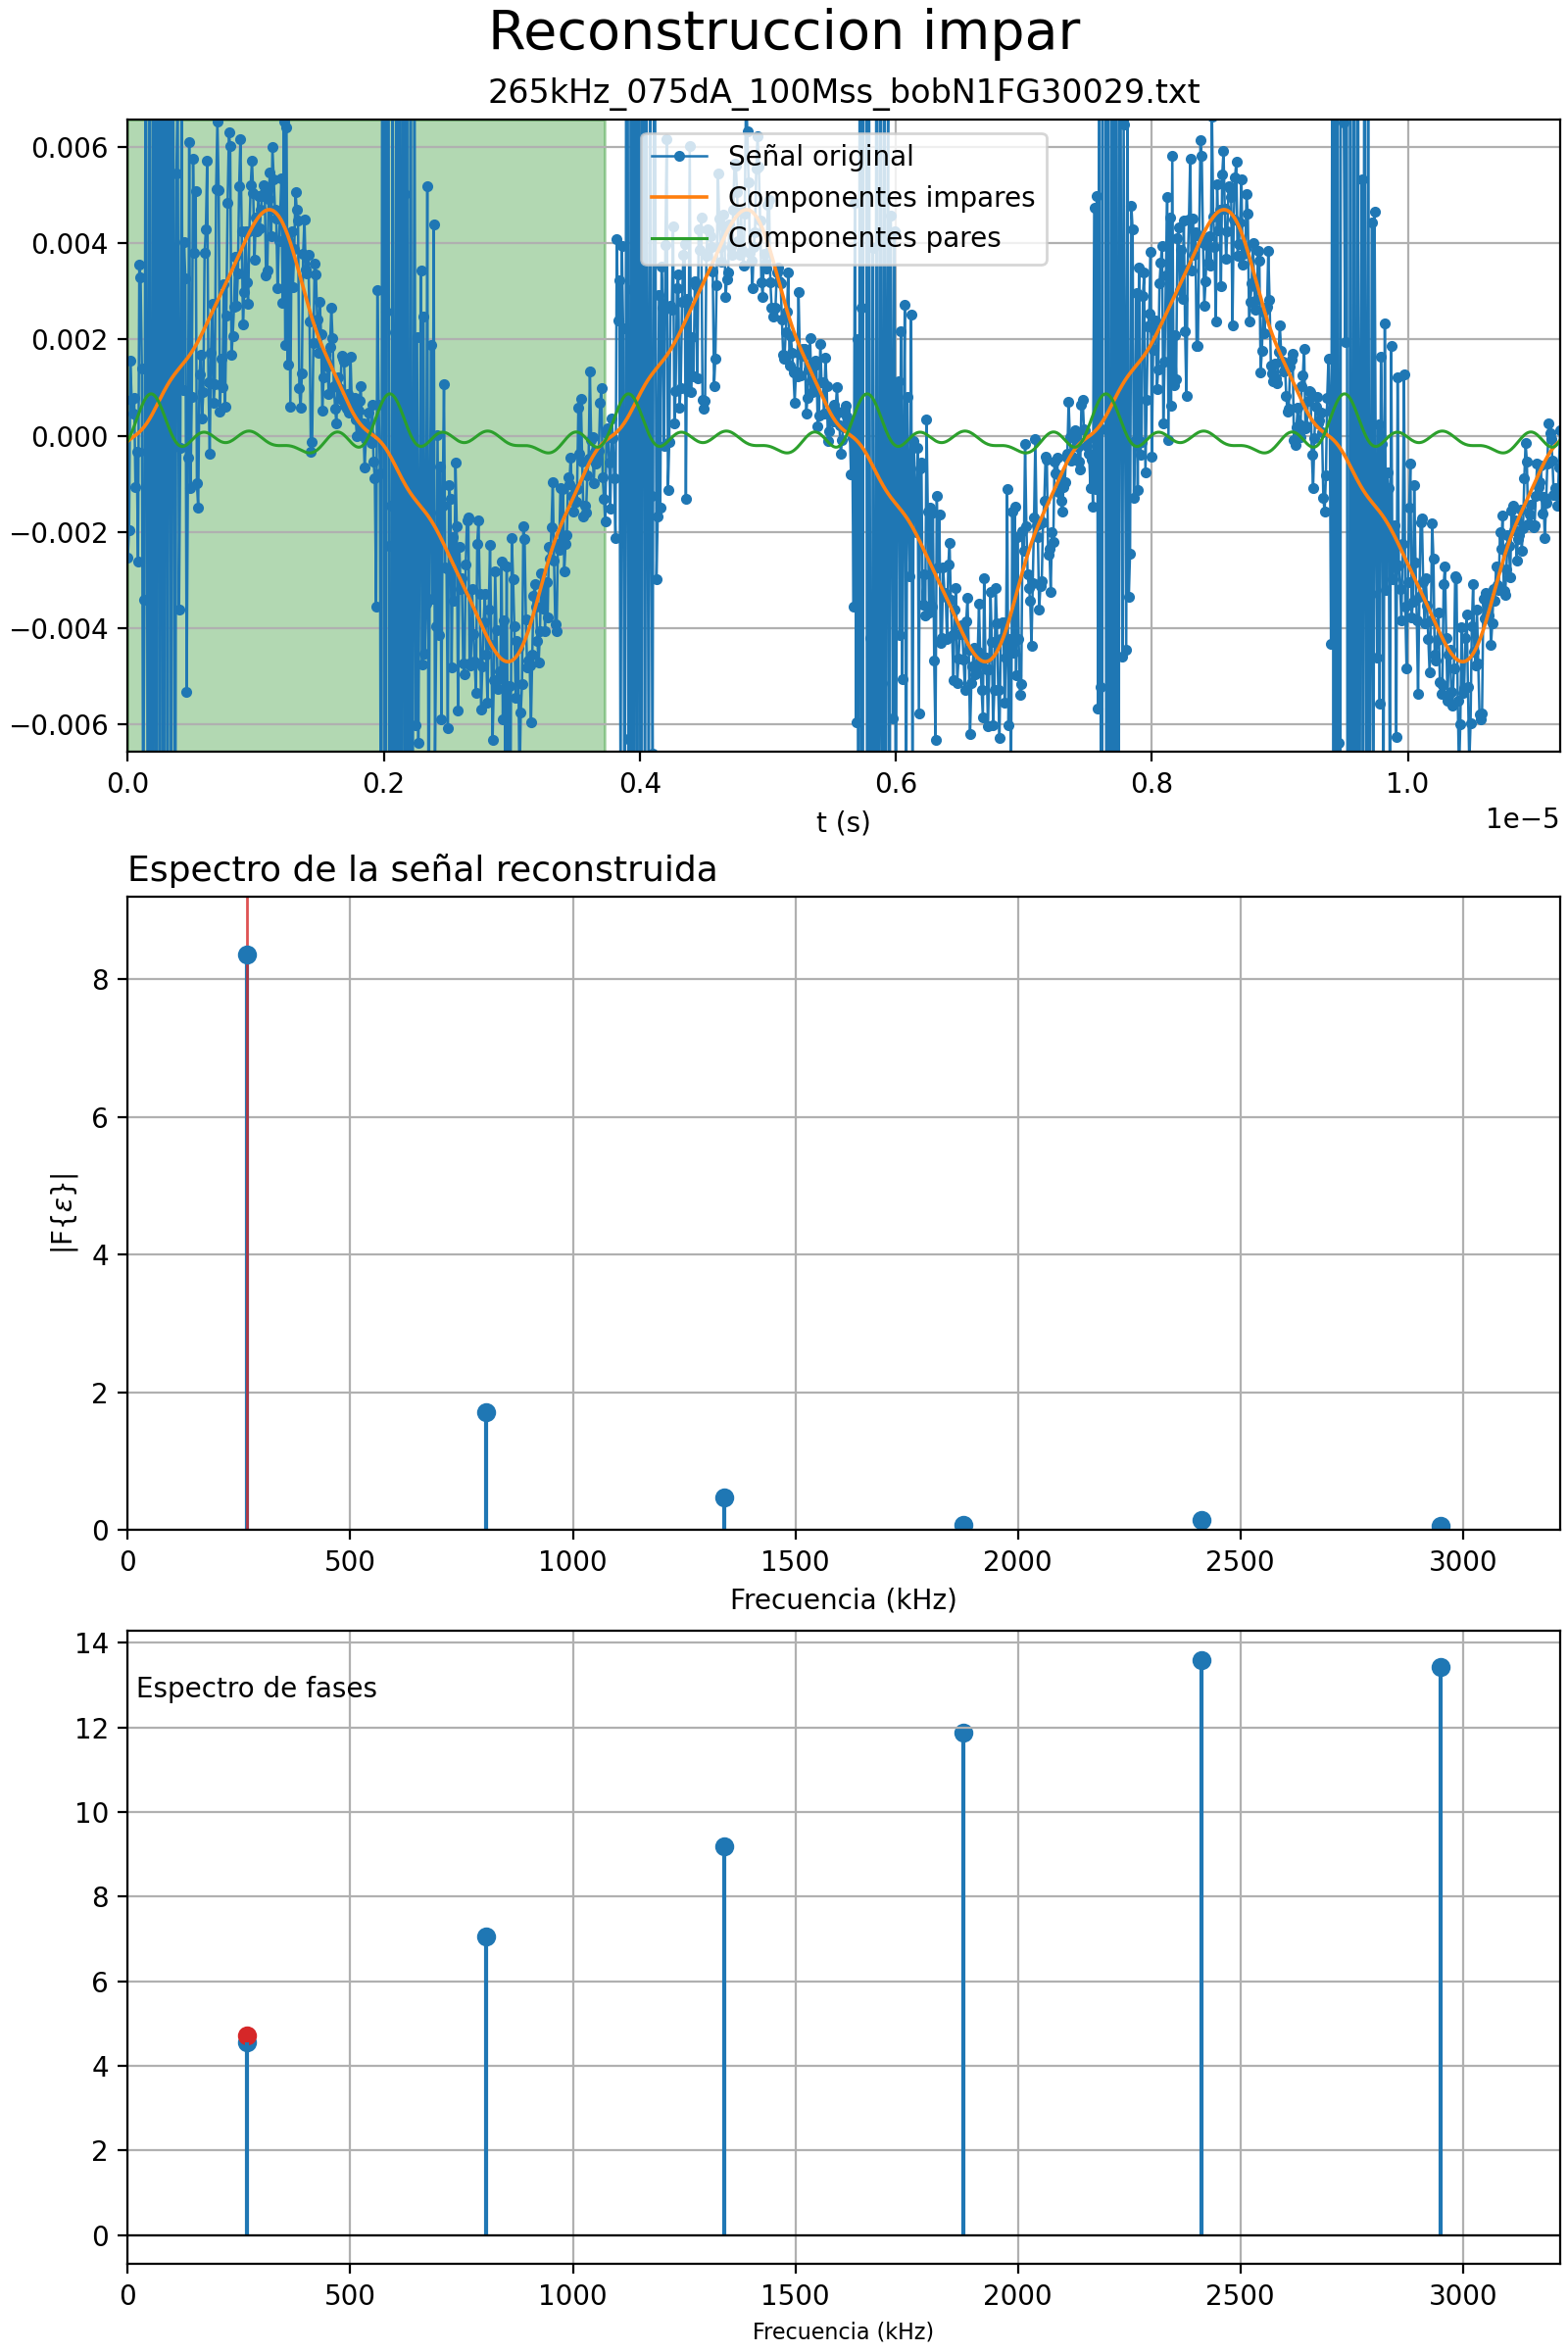 Reconstruccion impar
265kHz_075dA_100Mss_bobN1FG30029.txt
0.006
0.004
0.002
0.000
−0.002
−0.004
−0.006
Señal original
Componentes impares
Componentes pares
0.0 0.2 0.4 0.6 0.8 1.0
t (s)
1e−5
Espectro de la señal reconstruida
8
6
4
2
0
|F{ε}|
0 500 1000 1500 2000 2500 3000
Frecuencia (kHz)
14
12
10
8
6
4
2
0
Espectro de fases
0 500 1000 1500 2000 2500 3000
Frecuencia (kHz)